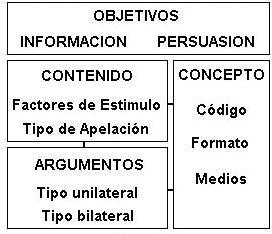 OBJETIVOS
INFORMACION PERSUASION
CONTENIDO
Factores de Estimulo
Tipo de Apelación
ARGUMENTOS
Tipo unilateral
Tipo bilateral
CONCEPTO
Código
Formato
Medios